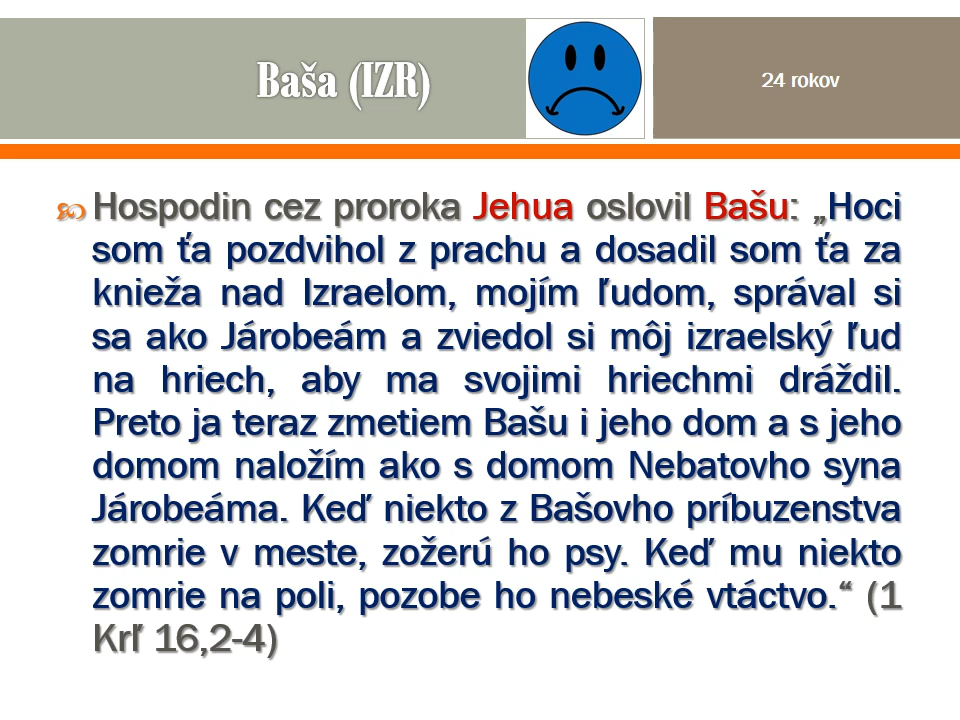 Baša (IZR)
24 rokov
Hospodin cez proroka Jehua oslovil Bašu: „Hoci
som ťa pozdvihol z prachu a dosadil som ťa za
knieža nad Izraelom, mojím ľudom, správal si
sa ako Járobeám a zviedol si môj izraelský ľud
na hriech, aby ma svojimi hriechmi dráždil.
Preto ja teraz zmetiem Bašu i jeho dom a s jeho
domom naložím ako s domom Nebatovho syna
Járobeáma. Keď niekto z Bašovho príbuzenstva
zomrie v meste, zožerú ho psy. Keď mu niekto
zomrie na poli, pozobe ho nebeské vtáctvo.“ (1
Krľ 16,2-4)